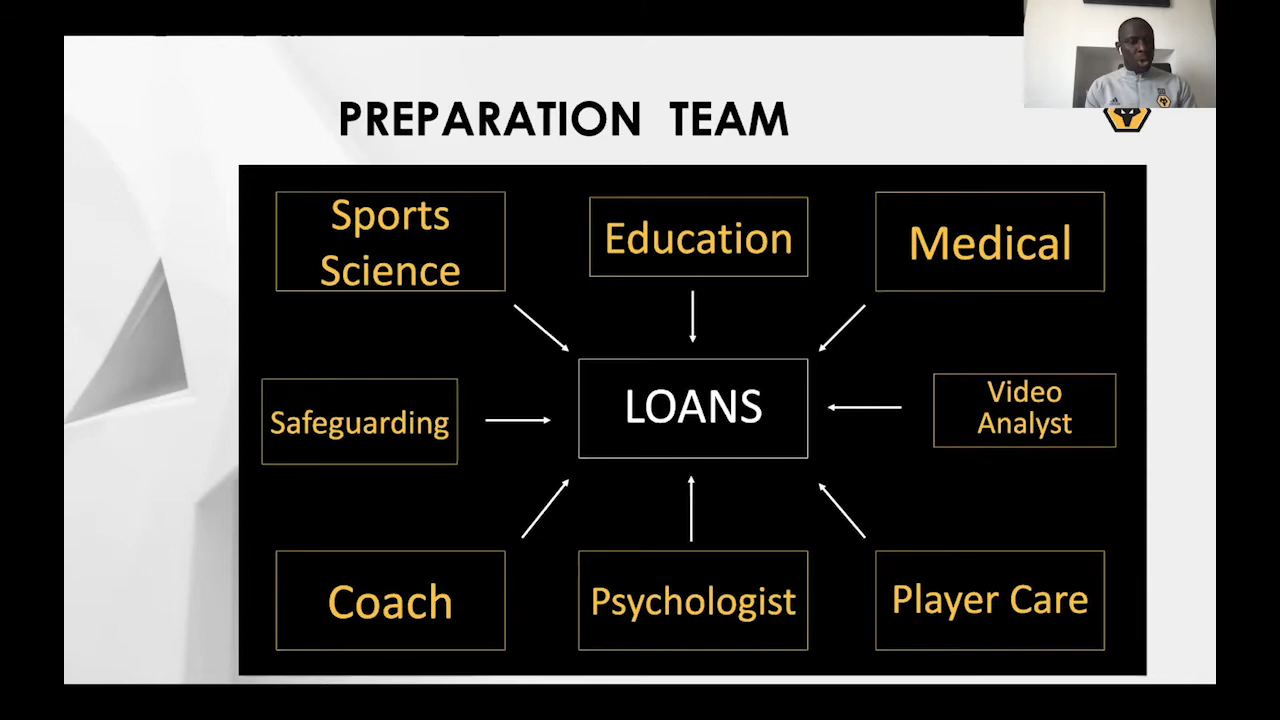 PREPARATION TEAM
Sports
Science
Education
Medical
Safeguarding
LOANS
Video
Analyst
Coach
Psychologist
Player Care